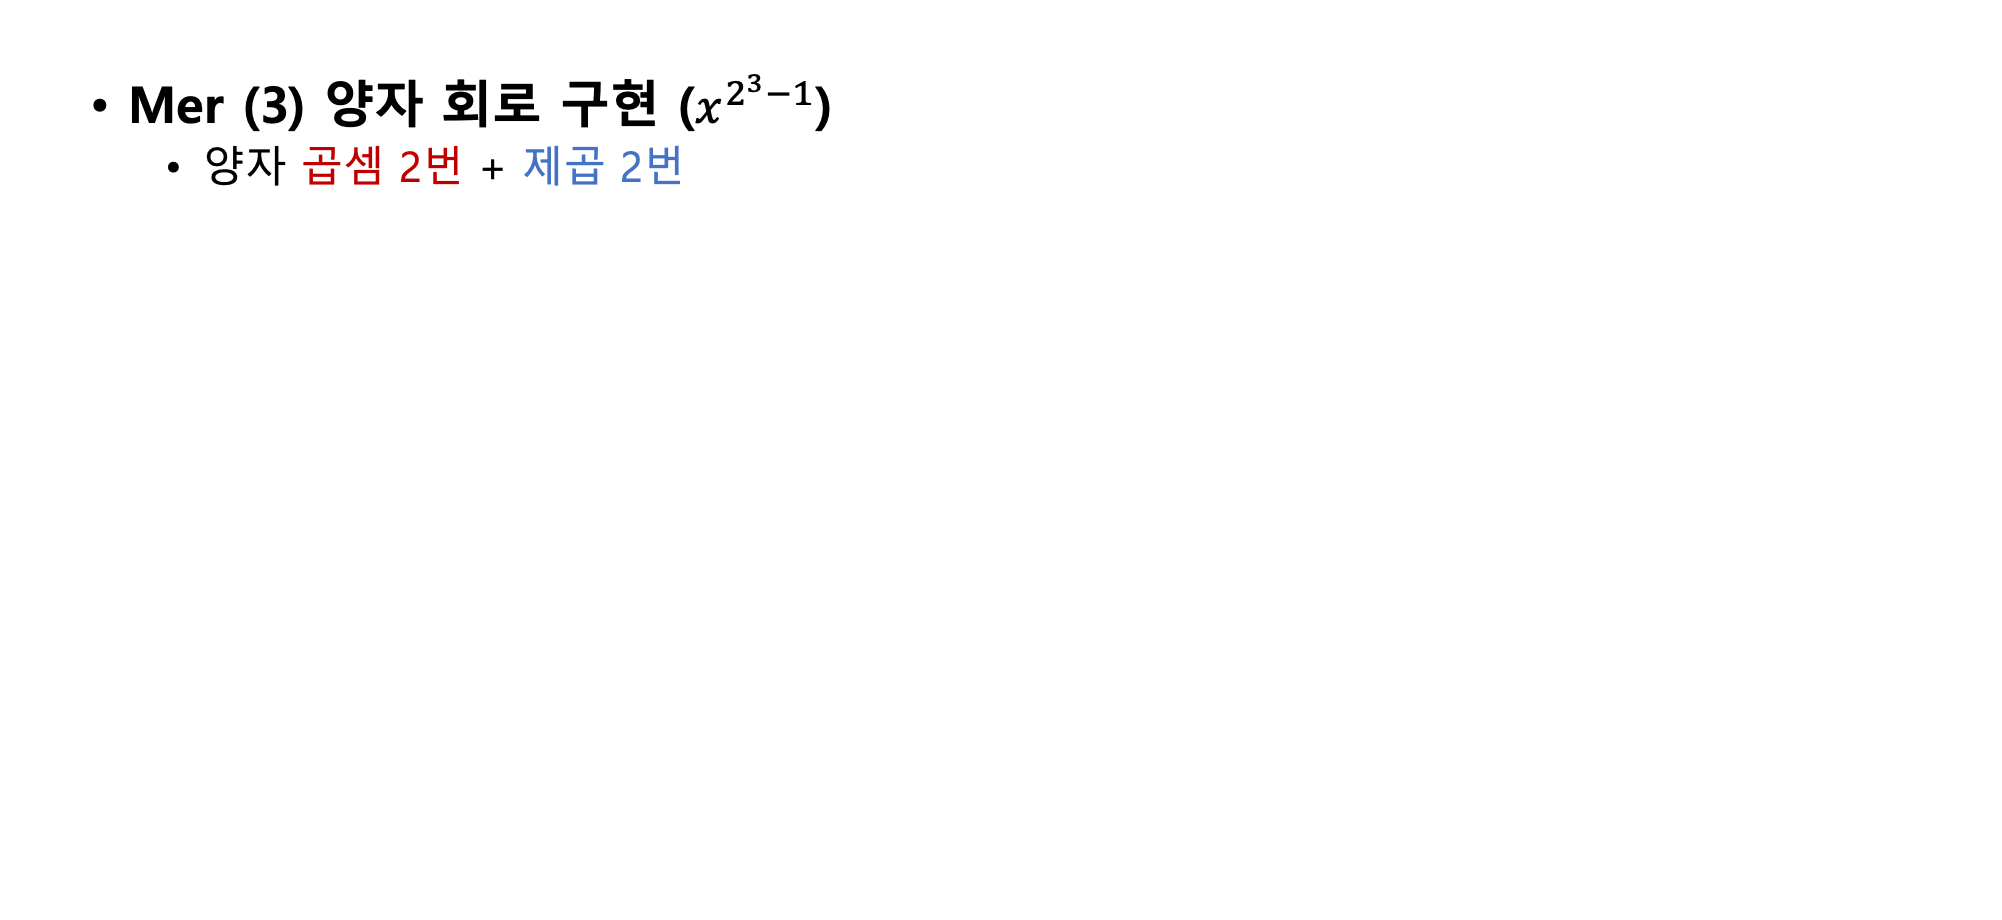 • Mer (3) 양자 회로 구현 ($x^{2^3-1}$)
• 양자 곱셈 2번 + 제곱 2번